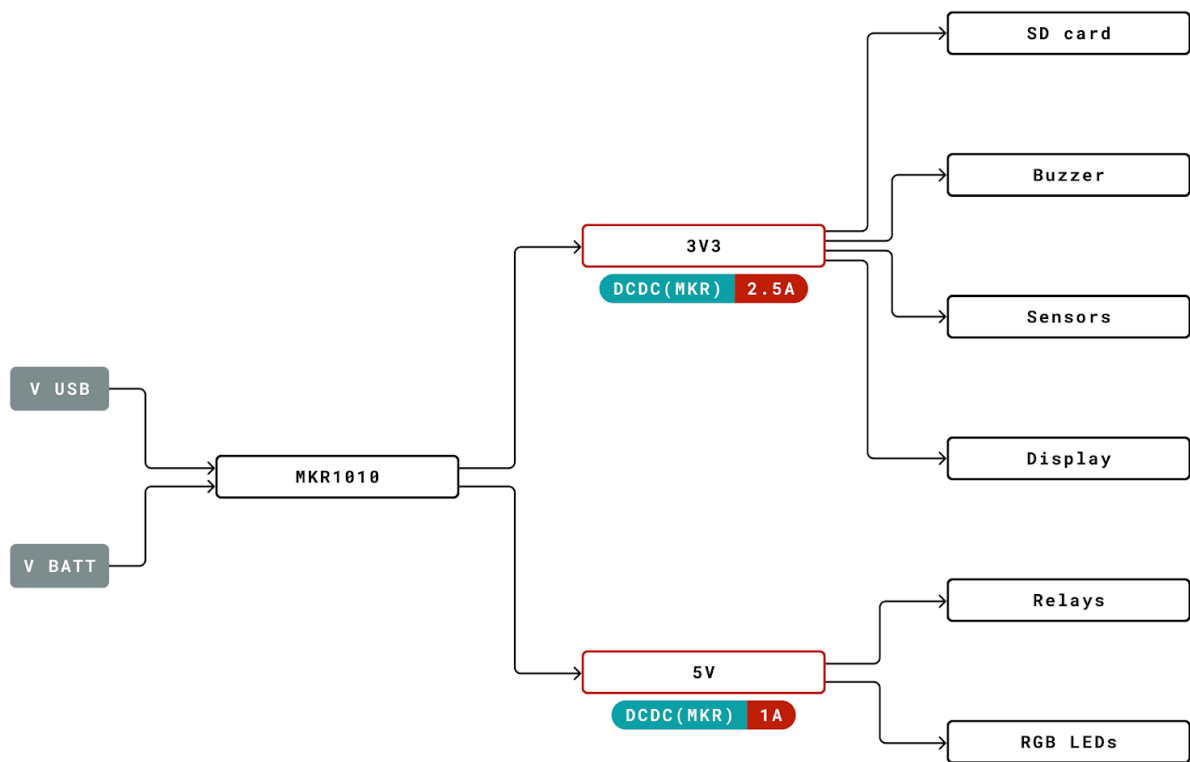 SD card
Buzzer
3V3
DCDC(MKR) 2.5A
Sensors
V USB
Display
MKR1010
V BATT
Relays
5V
DCDC(MKR) 1A
RGB LEDs